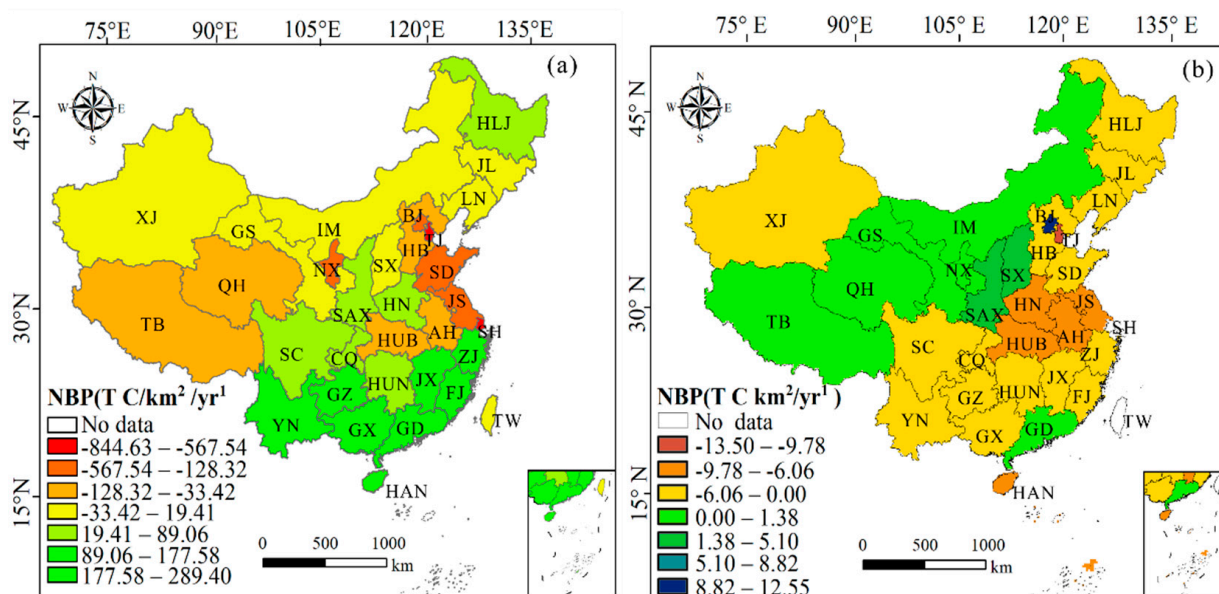 75°E 90°E 105°E 120°E 135°E
(a)
N
W E
S
45° N
30°N
15°N
HLJ
JL
LN
XJ
GS
IM
BJ
TJ
HB
NX
SX
SD
QH
HN
JS
TB
SAX
SH
AH
SC
CQ
HUB
ZJ
HUN
JX
GZ
FJ
YN
GX
GD
TW
HAN
NBP(T C/km² /yr¹
No data
-844.63 – -567.54
-567.54 – -128.32
-128.32 – -33.42
-33.42 – 19.41
19.41 – 89.06
89.06 – 177.58
177.58 – 289.40
0 500 1000
km
75°E 90°E 105°E 120°E 135°E
(b)
N
W E
S
45° N
30°N
15°N
HLJ
JL
LN
XJ
BJ
GS
IM
TJ
HB
NX
SX
SD
QH
HN
JS
TB
SAX
SH
AH
SC
CQ
HUB
ZJ
HUN
JX
GZ
FJ
YN
GX
GD
TW
HAN
NBP(T C km²/yr¹ )
No data
-13.50 – -9.78
-9.78 – -6.06
-6.06 – 0.00
0.00 – 1.38
1.38 – 5.10
5.10 – 8.82
8.82 – 12.55
0 500 1000
km